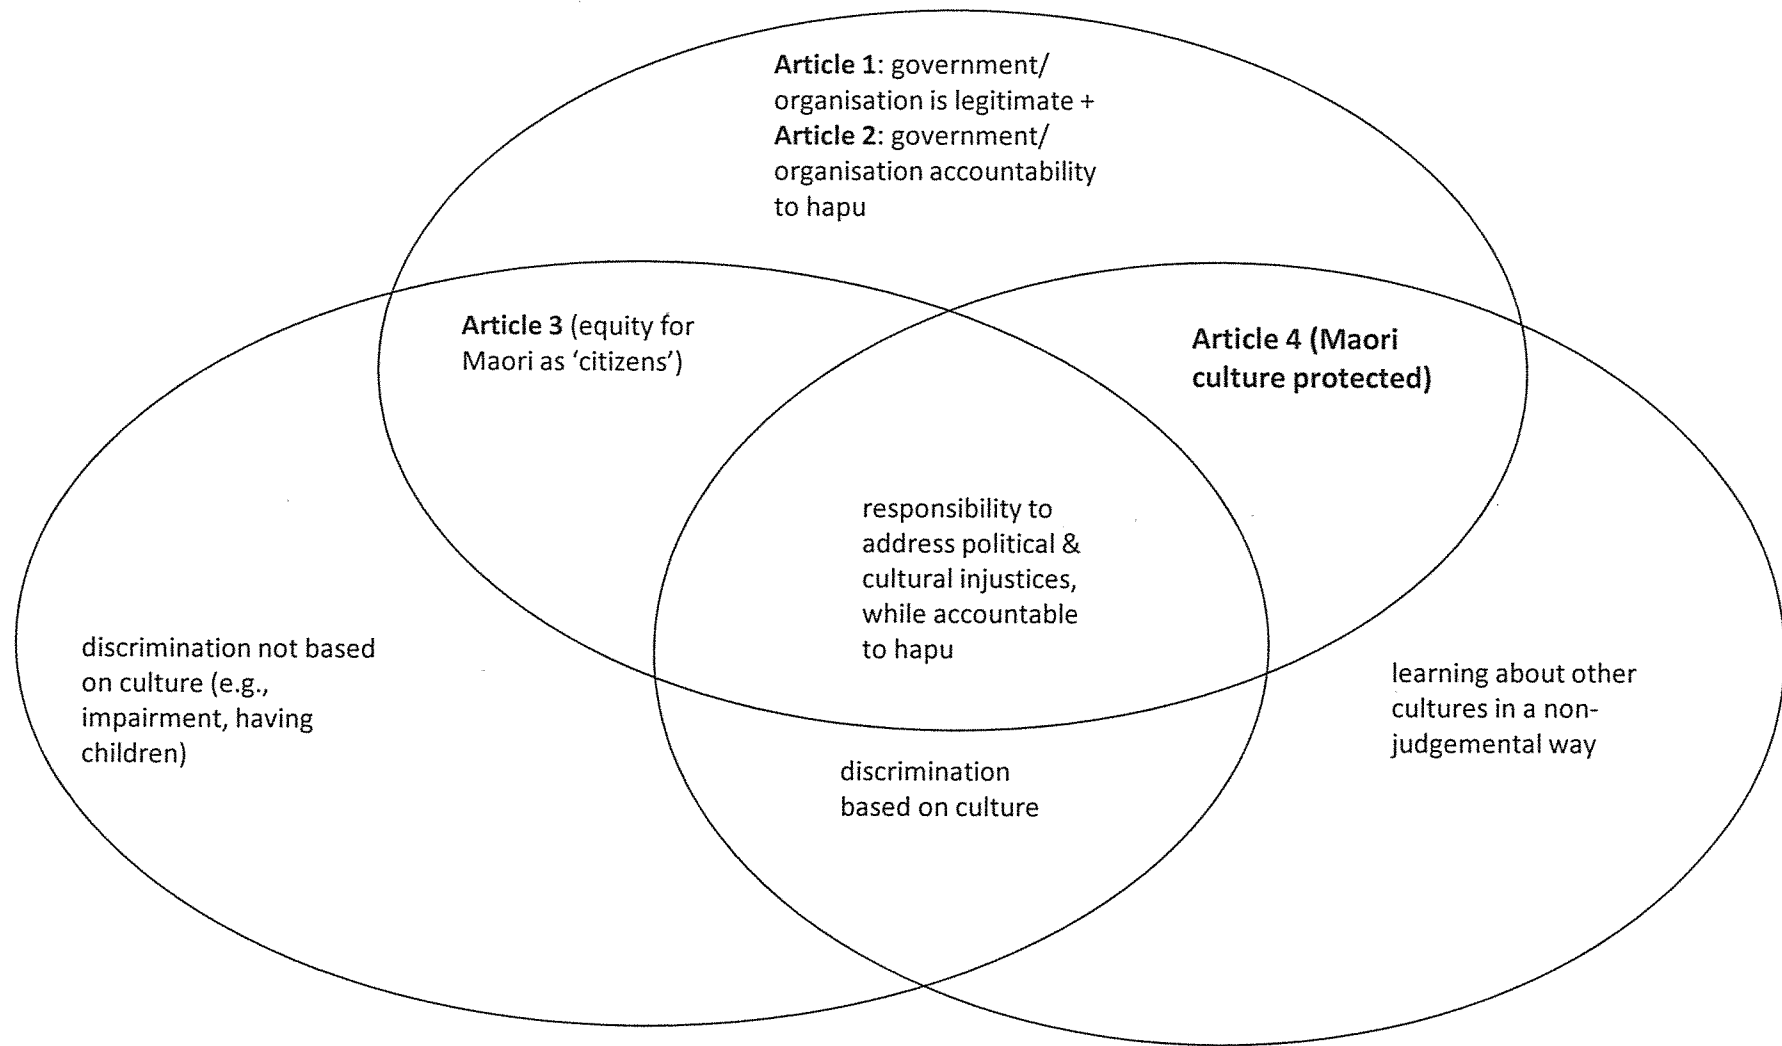 Article 1: government/
organisation is legitimate +
Article 2: government/
organisation accountability
to hapu
Article 3 (equity for
Maori as ‘citizens’)
Article 4 (Maori
culture protected)
responsibility to
address political &
cultural injustices,
while accountable
to hapu
discrimination not based
on culture (e.g.,
impairment, having
children)
learning about other
cultures in a non-
judgemental way
discrimination
based on culture